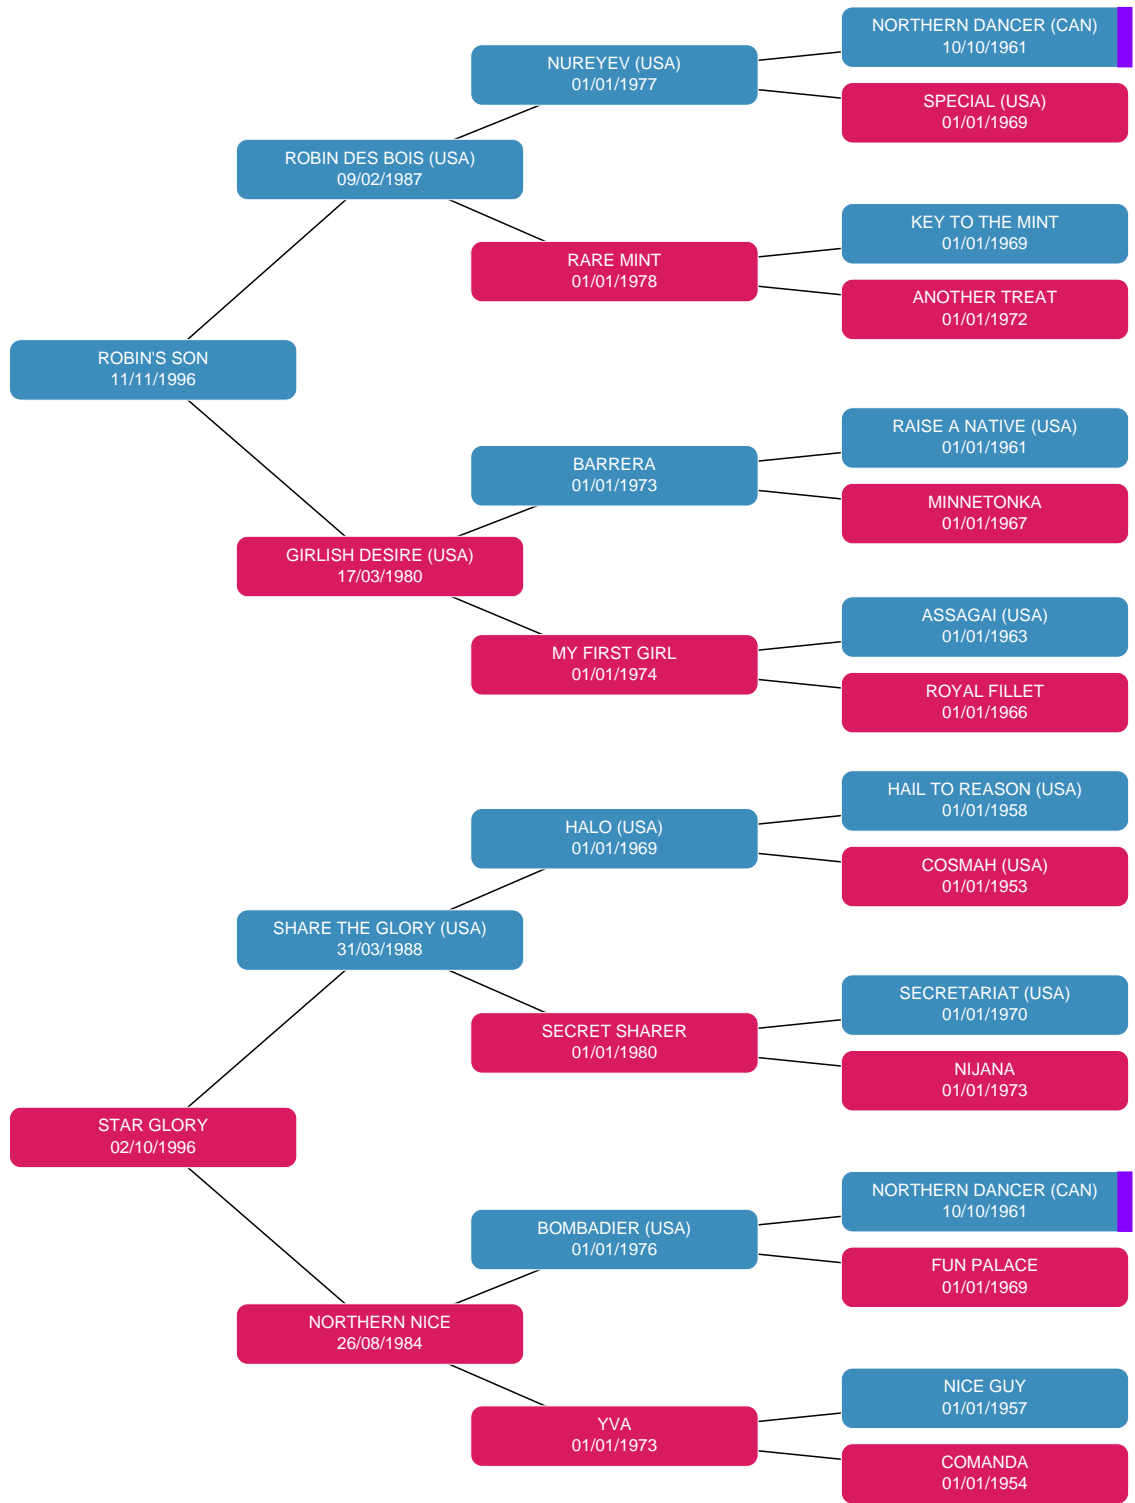 NORTHERN DANCER (CAN)
10/10/1961
NUREYEV (USA)
01/01/1977
SPECIAL (USA)
01/01/1969
ROBIN DES BOIS (USA)
09/02/1987
KEY TO THE MINT
01/01/1969
RARE MINT
01/01/1978
ANOTHER TREAT
01/01/1972
ROBIN'S SON
11/11/1996
RAISE A NATIVE (USA)
01/01/1961
BARRERA
01/01/1973
MINNETONKA
01/01/1967
GIRLISH DESIRE (USA)
17/03/1980
ASSAGAI (USA)
01/01/1963
MY FIRST GIRL
01/01/1974
ROYAL FILLET
01/01/1966
HAIL TO REASON (USA)
01/01/1958
HALO (USA)
01/01/1969
COSMAH (USA)
01/01/1953
SHARE THE GLORY (USA)
31/03/1988
SECRETARIAT (USA)
01/01/1970
SECRET SHARER
01/01/1980
NIJANA
01/01/1973
STAR GLORY
02/10/1996
NORTHERN DANCER (CAN)
10/10/1961
BOMBADIER (USA)
01/01/1976
FUN PALACE
01/01/1969
NORTHERN NICE
26/08/1984
NICE GUY
01/01/1957
YVA
01/01/1973
COMANDA
01/01/1954